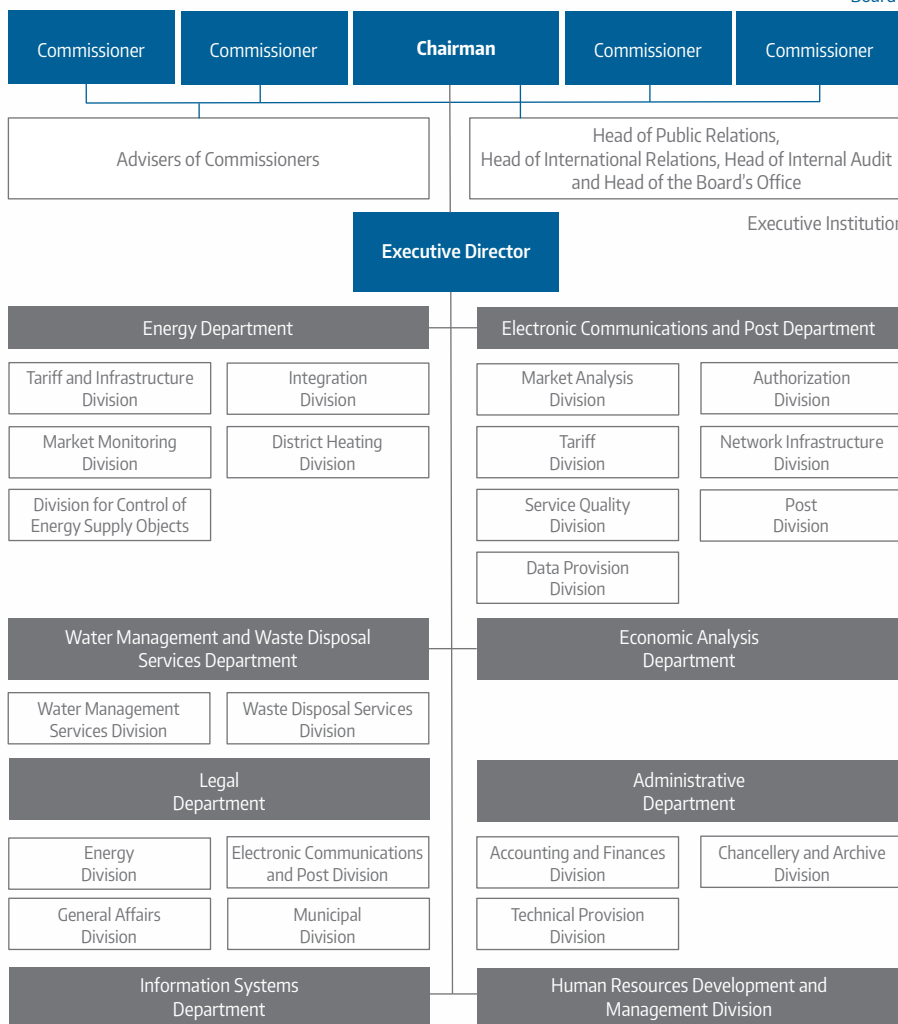 Board
Commissioner
Commissioner
Chairman
Commissioner
Commissioner
Advisers of Commissioners
Head of Public Relations,
Head of International Relations, Head of Internal Audit
and Head of the Board's Office
Executive Institution
Executive Director
Energy Department
Electronic Communications and Post Department
Tariff and Infrastructure
Division
Integration
Division
Market Analysis
Division
Authorization
Division
Market Monitoring
Division
District Heating
Division
Tariff
Division
Network Infrastructure
Division
Division for Control of
Energy Supply Objects
Service Quality
Division
Post
Division
Data Provision
Division
Water Management and Waste Disposal
Services Department
Economic Analysis
Department
Water Management
Services Division
Waste Disposal Services
Division
Legal
Department
Administrative
Department
Energy
Division
Electronic Communications
and Post Division
Accounting and Finances
Division
Chancellery and Archive
Division
General Affairs
Division
Municipal
Division
Technical Provision
Division
Information Systems
Department
Human Resources Development and
Management Division